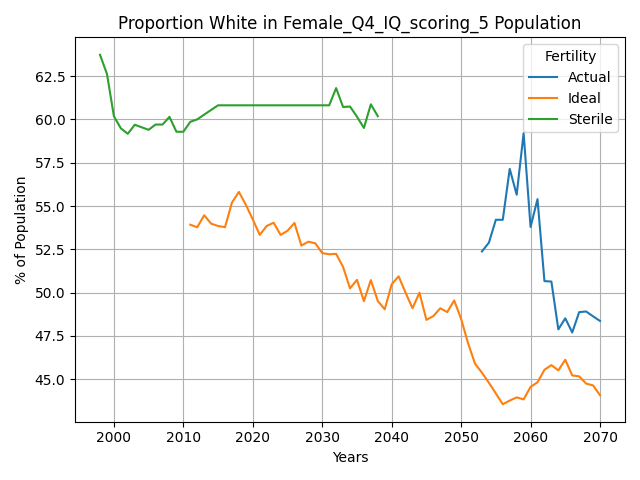 Proportion White in Female_Q4_IQ_scoring_5 Population
Fertility
Actual
Ideal
Sterile
% of Population
62.5
60.0
57.5
55.0
52.5
50.0
47.5
45.0
2000
2010
2020
2030
2040
2050
2060
2070
Years